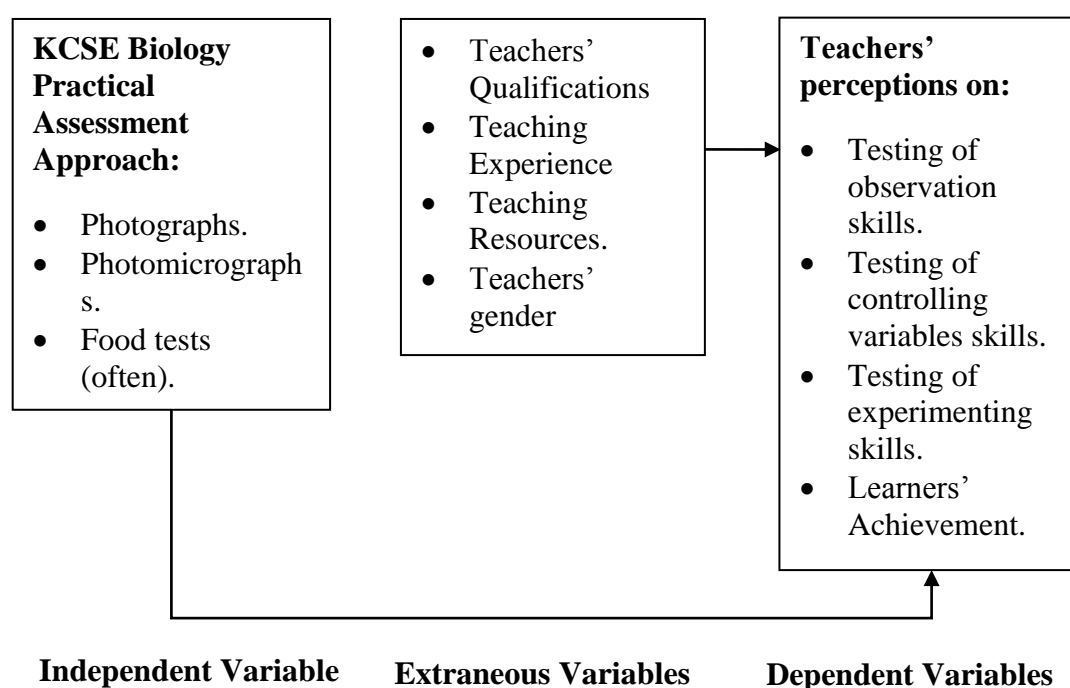 KCSE Biology
Practical
Assessment
Approach:
• Photographs.
• Photomicrograph
s.
• Food tests
(often).
• Teachers’
Qualifications
• Teaching
Experience
• Teaching
Resources.
• Teachers’
gender
Teachers’
perceptions on:
• Testing of
observation
skills.
• Testing of
controlling
variables skills.
• Testing of
experimenting
skills.
• Learners’
Achievement.
Independent Variable
Extraneous Variables
Dependent Variables